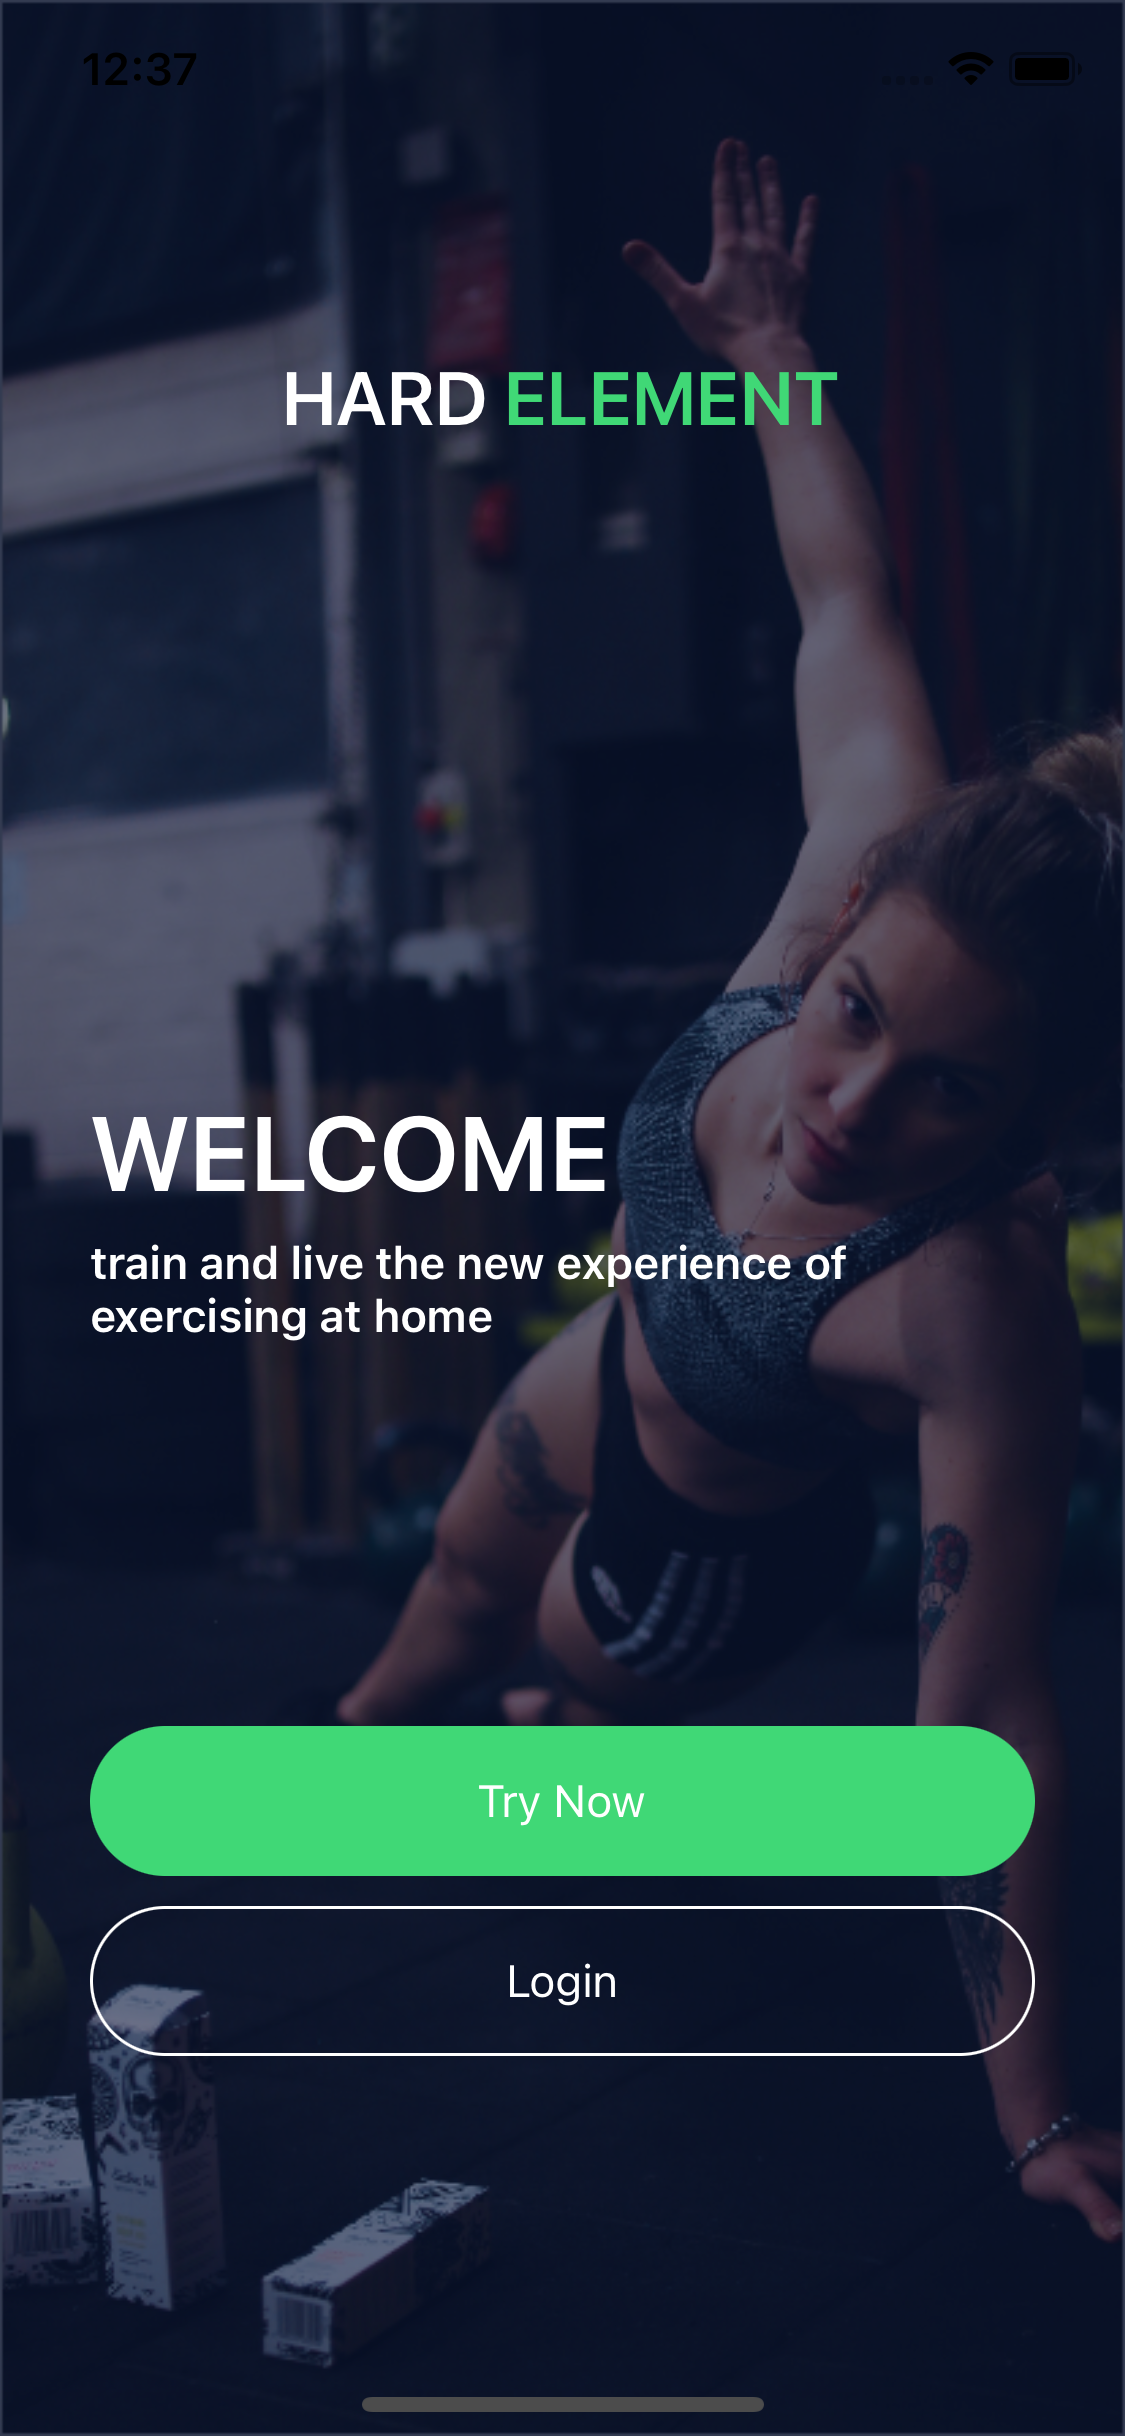 12:37
HARD ELEMENT
WELCOME
train and live the new experience of
exercising at home
Try Now
Login